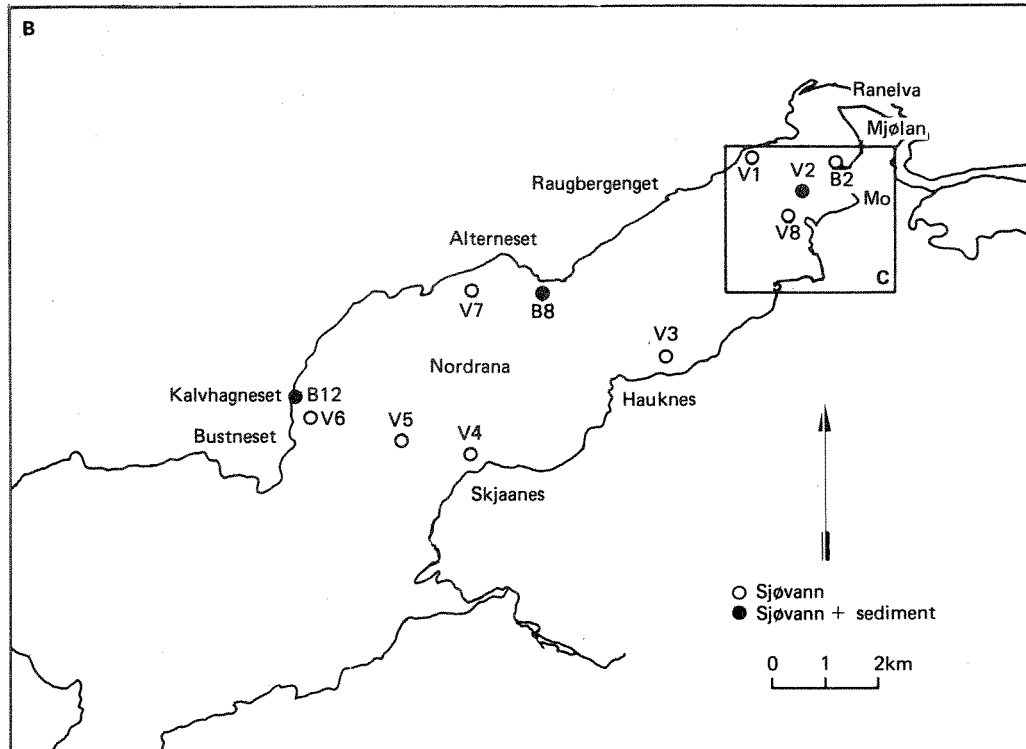 B
Ranelva
Mjølan
V1
V2
B2
Raugbergenget
Mo
V8
Alterneset
C
V7
B8
V3
Nordrana
Kalvhagneset
B12
Hauknes
V6
V5
V4
Bustneset
Skjaanes
Sjøvann
Sjøvann + sediment
0 1 2km